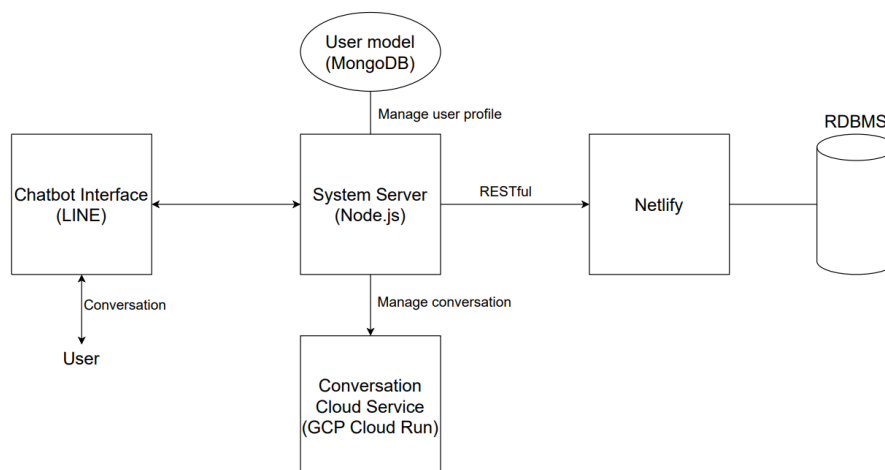 User model
(MongoDB)
Manage user profile
RDBMS
Chatbot Interface
(LINE)
System Server
(Node.js)
RESTful
Netlify
Manage conversation
Conversation
User
Conversation
Cloud Service
(GCP Cloud Run)